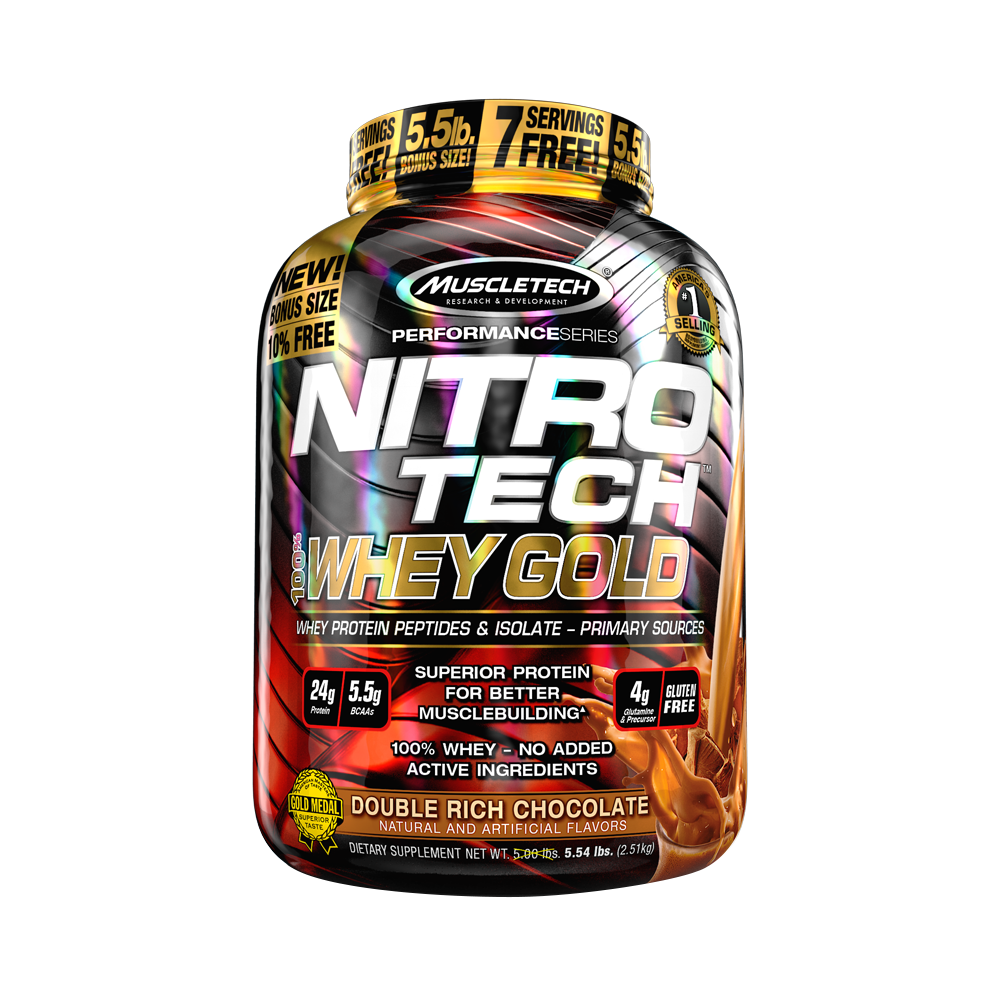 SERVINGS
FREE!
5.5lb.
BONUS SIZE!
7 SERVINGS
FREE!
5.5
BONUS
NEW!
BONUS SIZE
10% FREE
MUSCLETECH®
RESEARCH & DEVELOPMENT
AMERICA'S
#1
SELLING
PERFORMANCESERIES
NITRO
TECH™
100% WHEY GOLD
WHEY PROTEIN PEPTIDES & ISOLATE – PRIMARY SOURCES
24g
Protein
5.5g
BCAAs
SUPERIOR PROTEIN
FOR BETTER
MUSCLEBUILDING▲
4g
Glutamine
& Precursor
GLUTEN
FREE
100% WHEY – NO ADDED
ACTIVE INGREDIENTS
GOLD MEDAL
SUPERIOR
TASTE
DOUBLE RICH CHOCOLATE
NATURAL AND ARTIFICIAL FLAVORS
DIETARY SUPPLEMENT NET WT. 5.00 lbs. 5.54 lbs. (2.51kg)